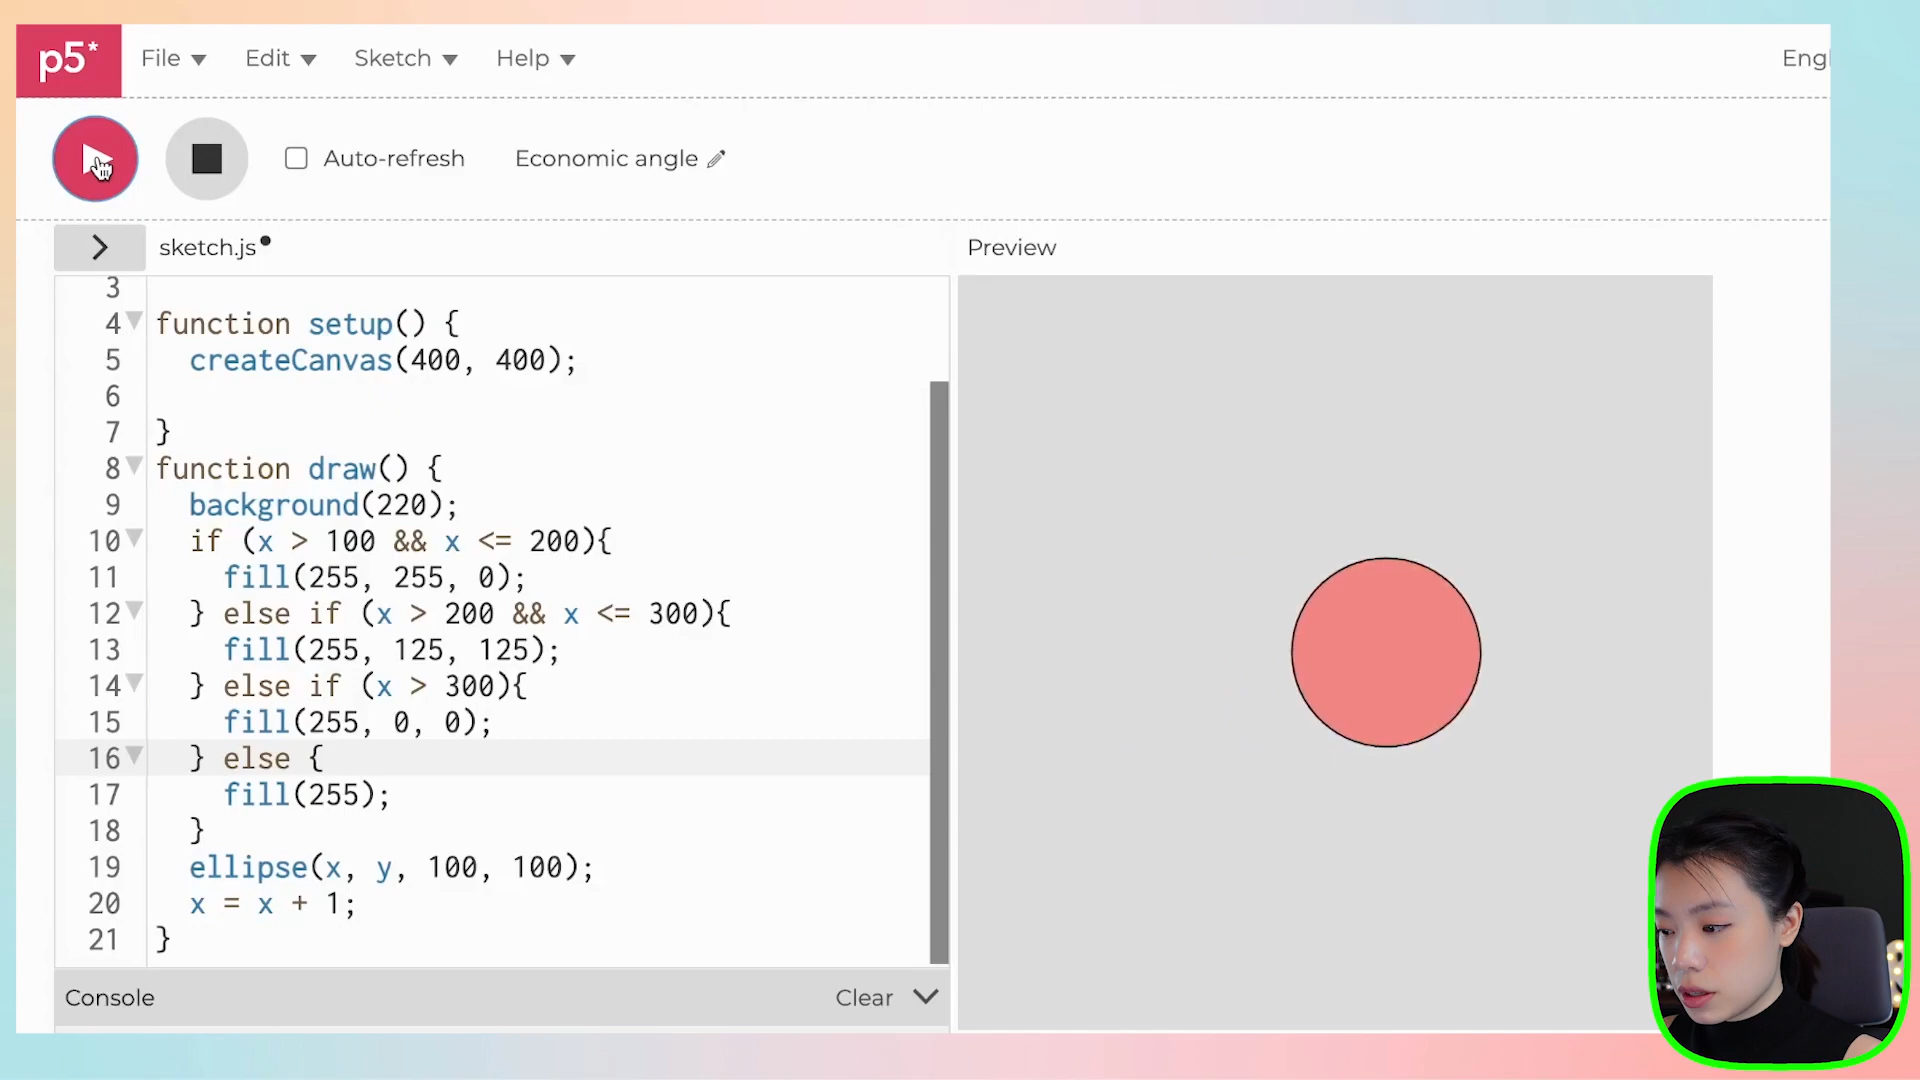 p5* File Edit Sketch Help Engl
Auto-refresh Economic angle
sketch.js Preview
3
4 function setup() {
5 createCanvas(400, 400);
6
7 }
8 function draw() {
9 background(220);
10 if (x > 100 && x <= 200){
11 fill(255, 255, 0);
12 } else if (x > 200 && x <= 300){
13 fill(255, 125, 125);
14 } else if (x > 300){
15 fill(255, 0, 0);
16 } else {
17 fill(255);
18 }
19 ellipse(x, y, 100, 100);
20 x = x + 1;
21 }
Console Clear